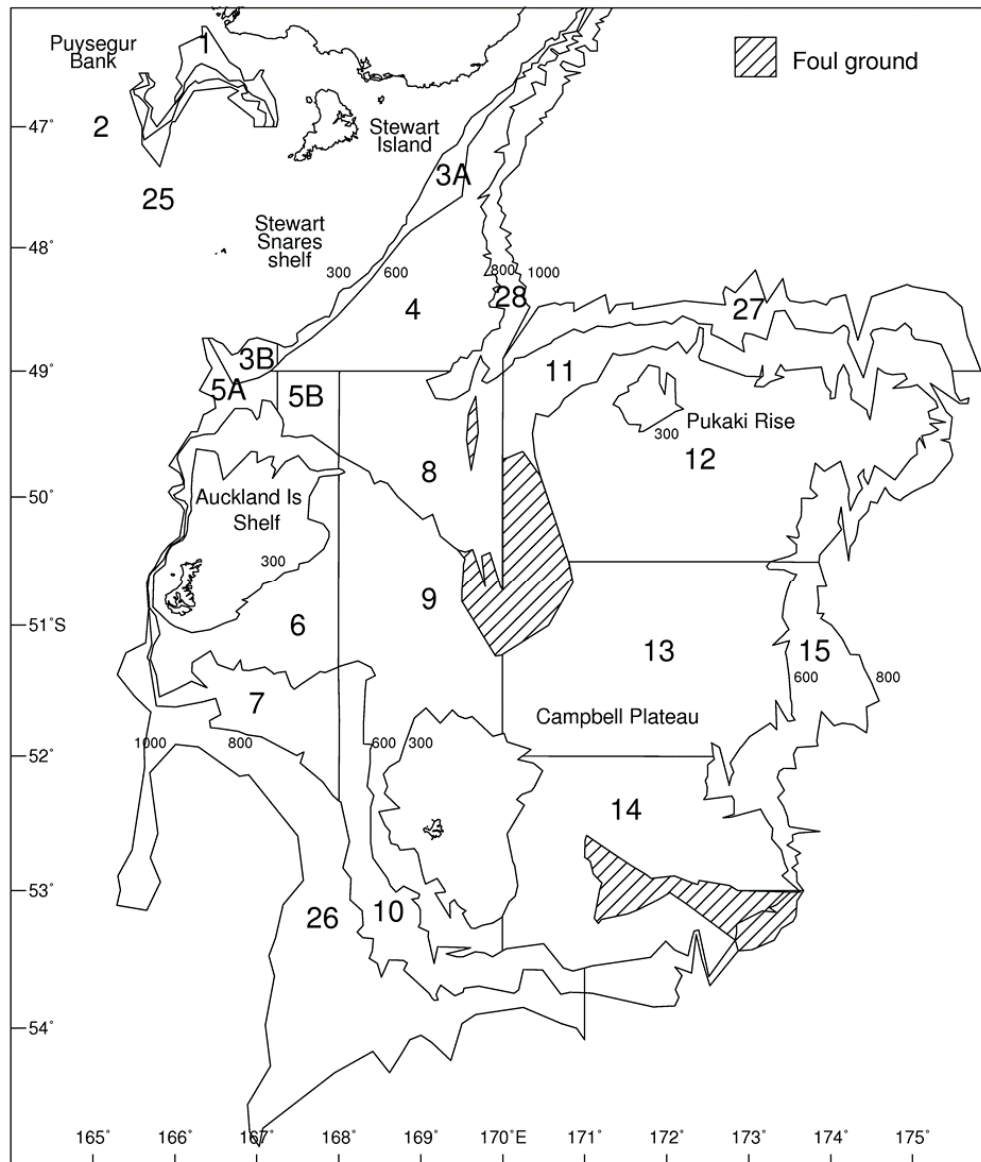 Puysegur
Bank
1
Foul ground
2
47°
Stewart
Island
3A
25
Stewart
Snares
shelf
48°
300
600
800
1000
28
27
4
3B
49°
5A
5B
11
Pukaki Rise
300
12
8
Auckland Is
Shelf
50°
300
9
6
51°S
13
15
600
800
7
Campbell Plateau
1000
800
600
300
52°
14
53°
10
26
54°
165°
166°
167°
168°
169°
170°E
171°
172°
173°
174°
175°